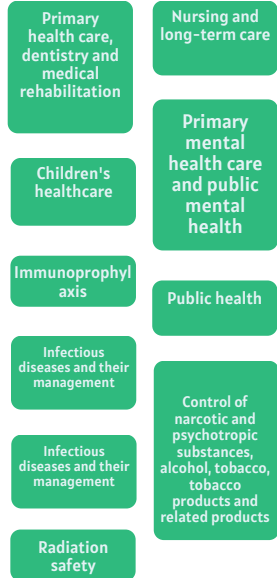 Primary
health care,
dentistry and
medical
rehabilitation
Children's
healthcare
Immunoprophyl
axis
Infectious
diseases and their
management
Infectious
diseases and their
management
Radiation
safety
Nursing and
long-term care
Primary
mental
health care
and public
mental
health
Public health
Control of
narcotic and
psychotropic
substances,
alcohol, tobacco,
tobacco
products and
related products